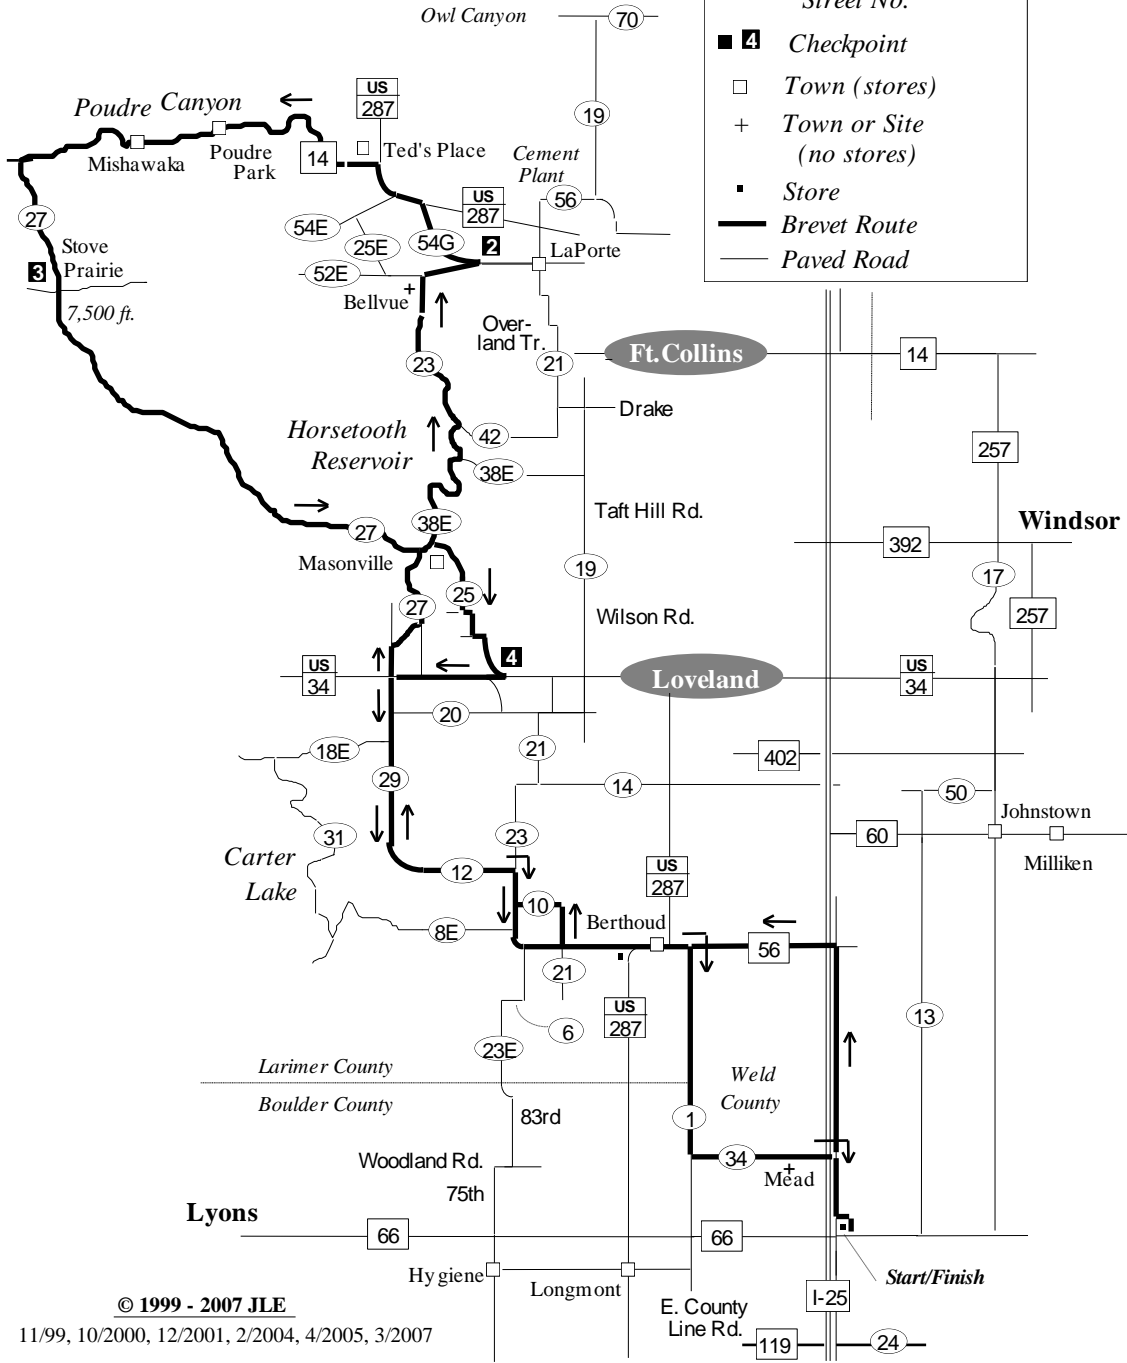 Street No.
Owl Canyon
70
4
Checkpoint
Town (stores)
Town or Site
(no stores)
Store
Brevet Route
Paved Road
US
287
19
Poudre Canyon
Mishawaka
Poudre
Park
14
Ted's Place
Cement
Plant
56
US
287
27
54E
25E
54G
2
LaPorte
Stove
Prairie
3
7,500 ft.
52E
Bellvue
Over-
land Tr.
23
21
Ft.Collins
14
Drake
Horsetooth
Reservoir
42
38E
257
Taft Hill Rd.
27
38E
Windsor
392
Masonville
19
17
27
25
Wilson Rd.
257
4
US
34
Loveland
US
34
20
18E
21
402
29
14
50
Johnstown
31
23
60
Milliken
Carter
Lake
12
US
287
10
Berthoud
8E
56
21
US
287
6
13
23E
Larimer County
Boulder County
Weld
County
83rd
1
Woodland Rd.
34
Mead
75th
Lyons
66
66
Hygiene
Longmont
Start/Finish
I-25
E. County
Line Rd.
119
24
© 1999 - 2007 JLE
11/99, 10/2000, 12/2001, 2/2004, 4/2005, 3/2007